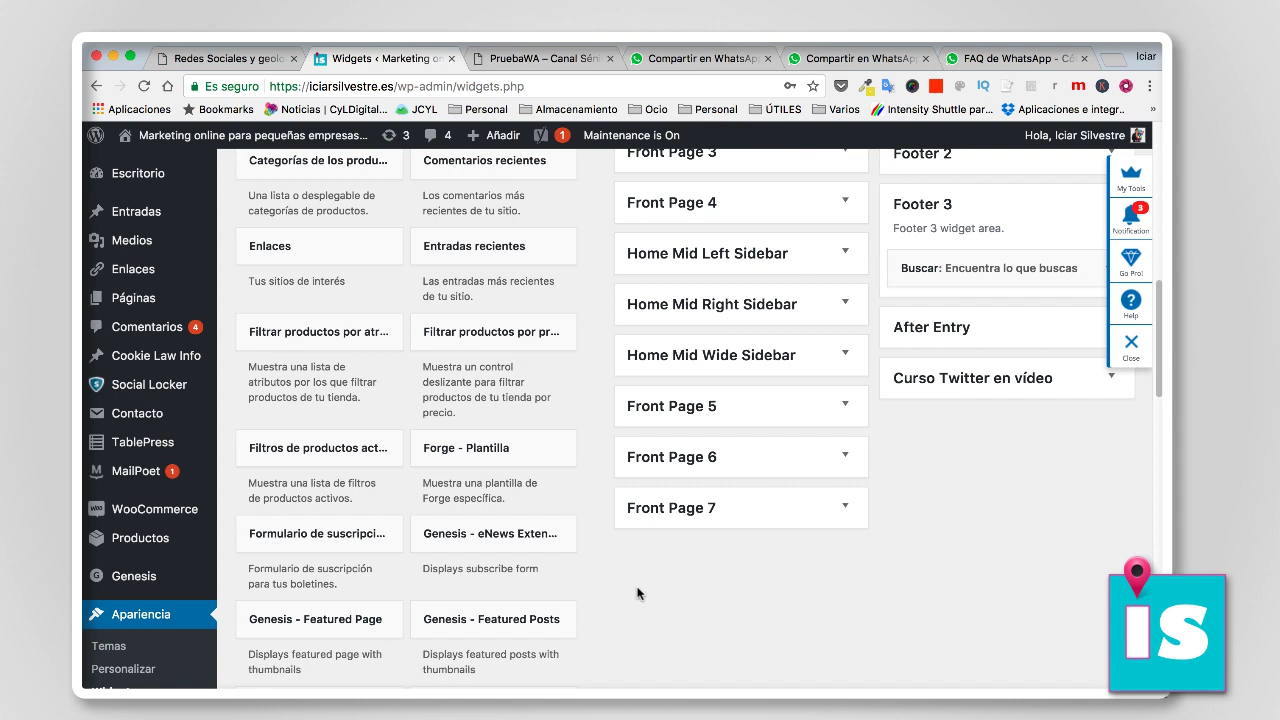 Redes Sociales y geolo
Widgets ‹ Marketing on
PruebaWA – Canal Séni
Compartir en WhatsAp
Compartir en WhatsAp
FAQ de WhatsApp - Có
Iciar
Es seguro
https://iciarsilvestre.es/wp-admin/widgets.php
Aplicaciones
Bookmarks
Noticias | CyLDigital...
JCYL
Personal
Almacenamiento
Ocio
Personal
ÚTILES
Varios
Intensity Shuttle par...
Aplicaciones e integr...
»
Marketing online para pequeñas empresas...
3
4
Añadir
1
Maintenance is On
Hola, Iciar Silvestre
Escritorio
Entradas
Medios
Enlaces
Páginas
Comentarios 4
Cookie Law Info
Social Locker
Contacto
TablePress
MailPoet 1
WooCommerce
Productos
Genesis
Apariencia
Temas
Personalizar
Categorías de los produ...
Una lista o desplegable de
categorías de productos.
Comentarios recientes
Los comentarios más
recientes de tu sitio.
Enlaces
Tus sitios de interés
Entradas recientes
Las entradas más recientes
de tu sitio.
Filtrar productos por atr...
Muestra una lista de
atributos por los que filtrar
productos de tu tienda.
Filtrar productos por pr...
Muestra un control
deslizante para filtrar
productos de tu tienda por
precio.
Filtros de productos act...
Muestra una lista de filtros
de productos activos.
Forge - Plantilla
Muestra una plantilla de
Forge específica.
Formulario de suscripci...
Formulario de suscripción
para tus boletines.
Genesis - eNews Exten...
Displays subscribe form
Genesis - Featured Page
Displays featured page with
thumbnails
Genesis - Featured Posts
Displays featured posts with
thumbnails
Front Page 3
Front Page 4
Home Mid Left Sidebar
Home Mid Right Sidebar
Home Mid Wide Sidebar
Front Page 5
Front Page 6
Front Page 7
Footer 2
Footer 3
Footer 3 widget area.
Buscar: Encuentra lo que buscas
After Entry
Curso Twitter en vídeo
My Tools
3
Notification
Go Pro!
Help
Close
iS